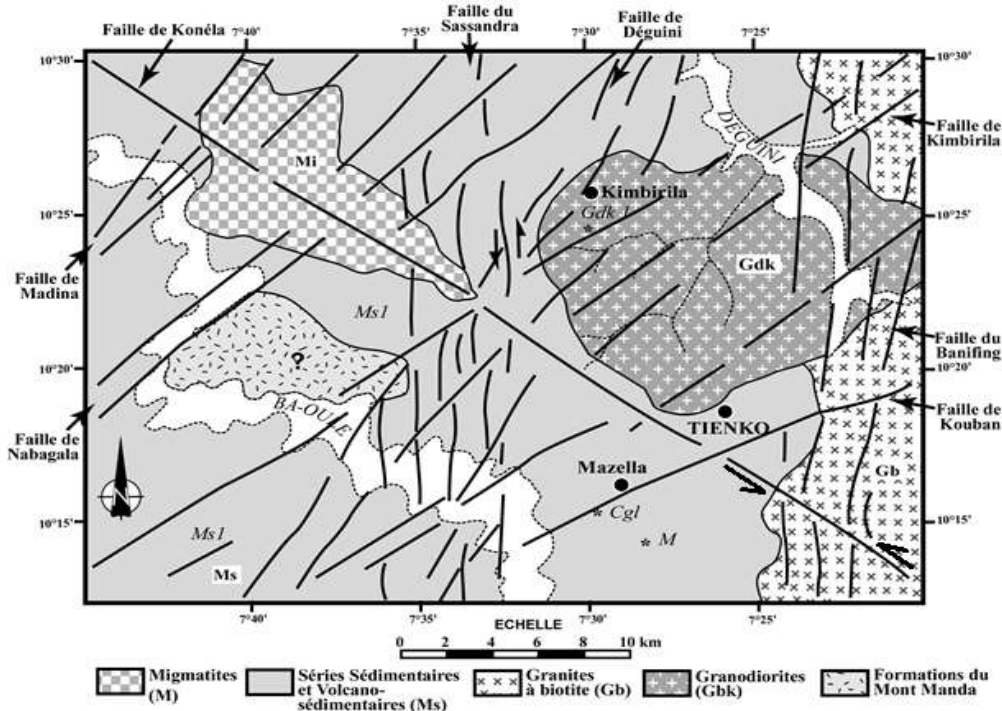 Faille de Konéla
Faille du
Sassandra
Faille de
Déguini
7°40'
7°35'
7°30'
7°25'
10°30'
10°30'
DEGUINI
Faille de
Kimbirila
Mi
Kimbirila
Gdk 1
10°25'
10°25'
Gdk
Faille de
Madina
Ms1
Faille du
Banifing
?
10°20'
10°20'
BA-OULE
Faille de
Kouban
TIENKO
Faille de
Nabagala
Mazella
Gb
N
* Cgl
10°15'
10°15'
Ms1
* M
Ms
7°40'
7°35'
7°30'
7°25'
ECHELLE
0 2 4 6 8 10 km
Migmatites
(M)
Séries Sédimentaires
et Volcano-
sédimentaires (Ms)
Granites
à biotite (Gb)
Granodiorites
(Gbk)
Formations du
Mont Manda